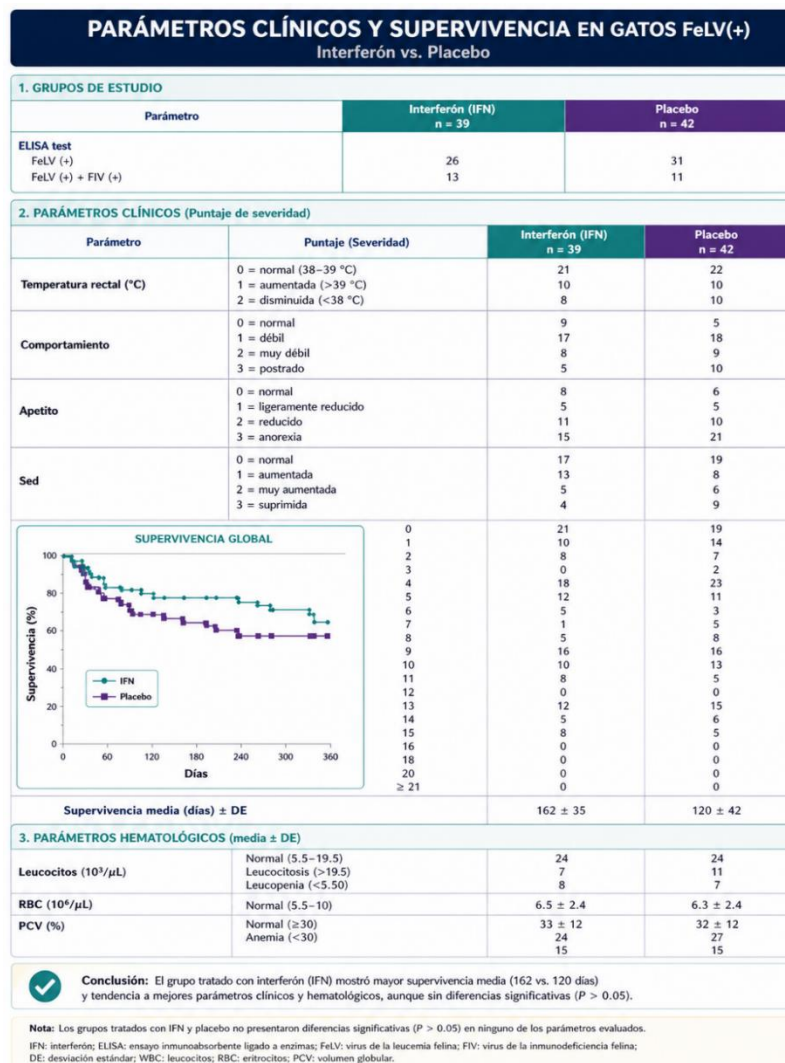 PARÁMETROS CLÍNICOS Y SUPERVIVENCIA EN GATOS FeLV(+)
Interferón vs. Placebo
1. GRUPOS DE ESTUDIO
Parámetro Interferón (IFN) n = 39 Placebo n = 42
ELISA test
FeLV (+) 26 31
FeLV (+) + FIV (+) 13 11
2. PARÁMETROS CLÍNICOS (Puntaje de severidad)
Parámetro Puntaje (Severidad) Interferón (IFN) n = 39 Placebo n = 42
Temperatura rectal (°C)
0 = normal (38–39 °C) 21 22
1 = aumentada (>39 °C) 10 10
2 = disminuida (<38 °C) 8 10
Comportamiento
0 = normal 9 5
1 = débil 17 18
2 = muy débil 8 9
3 = postrado 5 10
Apetito
0 = normal 8 6
1 = ligeramente reducido 5 5
2 = reducido 11 10
3 = anorexia 15 21
Sed
0 = normal 17 19
1 = aumentada 13 8
2 = muy aumentada 5 6
3 = suprimida 4 9
SUPERVIVENCIA GLOBAL
Supervivencia (%)
100
80
60
40
20
0
IFN
Placebo
0 60 120 180 240 300 360
Días
0 21 19
1 10 14
2 8 7
3 0 2
4 18 23
5 12 11
6 5 3
7 1 5
8 5 8
9 16 16
10 10 13
11 8 5
12 0 0
13 12 15
14 5 6
15 8 5
16 0 0
18 0 0
20 0 0
≥ 21 0 0
Supervivencia media (días) ± DE 162 ± 35 120 ± 42
3. PARÁMETROS HEMATOLÓGICOS (media ± DE)
Leucocitos (10³/µL)
Normal (5.5–19.5) 24 24
Leucocitosis (>19.5) 7 11
Leucopenia (<5.50) 8 7
RBC (10⁶/µL) Normal (5.5–10) 6.5 ± 2.4 6.3 ± 2.4
PCV (%) Normal (≥30) 33 ± 12 32 ± 12
Anemia (<30) 24 27
15 15
Conclusión: El grupo tratado con interferón (IFN) mostró mayor supervivencia media (162 vs. 120 días)
y tendencia a mejores parámetros clínicos y hematológicos, aunque sin diferencias significativas (P > 0.05).
Nota: Los grupos tratados con IFN y placebo no presentaron diferencias significativas (P > 0.05) en ninguno de los parámetros evaluados.
IFN: interferón; ELISA: ensayo inmunoabsorbente ligado a enzimas; FeLV: virus de la leucemia felina; FIV: virus de la inmunodeficiencia felina;
DE: desviación estándar; WBC: leucocitos; RBC: eritrocitos; PCV: volumen globular.